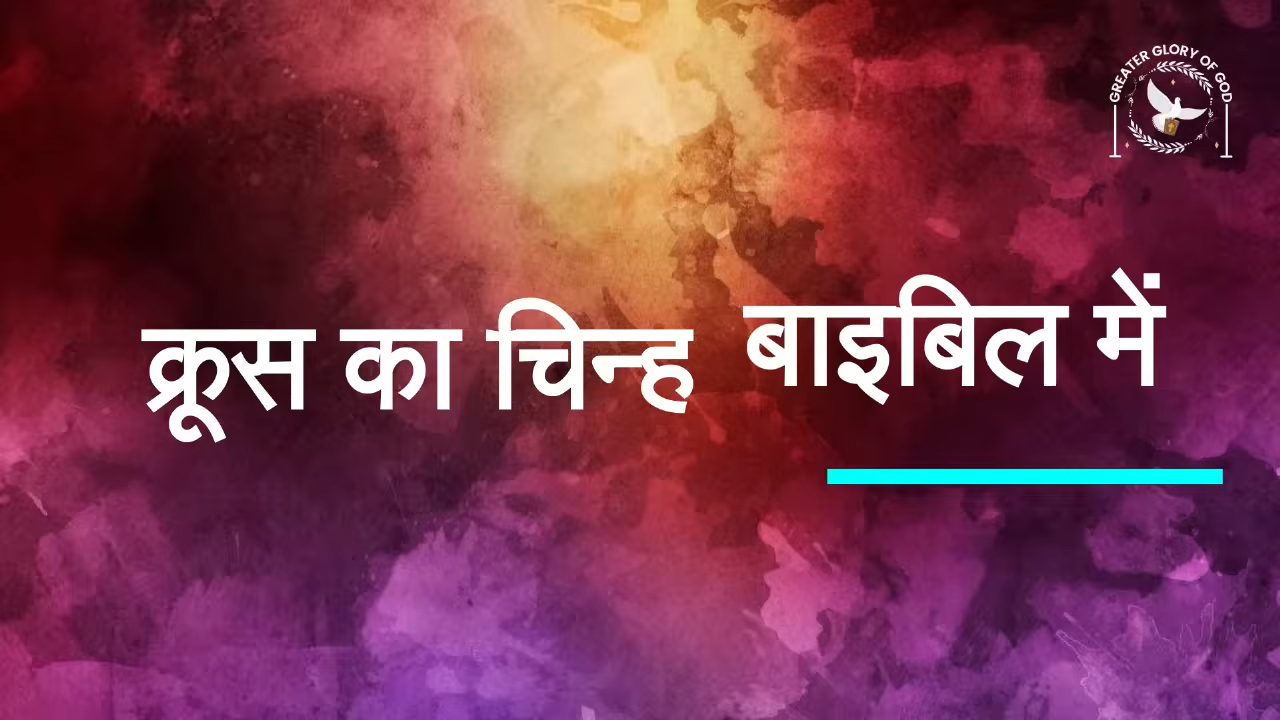 GREATER GLORY OF GOD
क्रूस का चिन्ह बाइबिल में